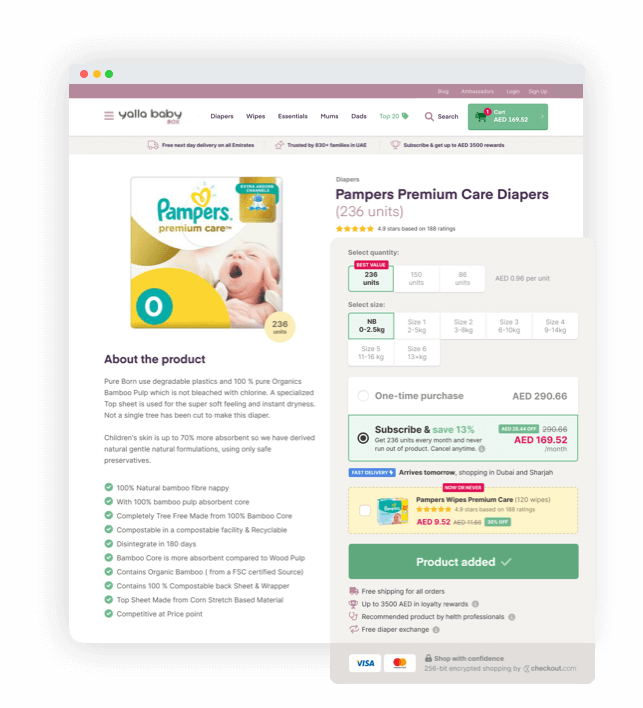 Blog Ambassadors Login Sign Up
yalla baby
BOX
Diapers Wipes Essentials Mums Dads Top 20 Search
1
Cart
AED 169.52
Free next day delivery on all Emirates
Trusted by 830+ families in UAE
Subscribe & get up to AED 3500 rewards
EXTRA ABSORB
CHANNELS
Pampers
premium care™
0
236
units
Diapers
Pampers Premium Care Diapers
(236 units)
4.9 stars based on 188 ratings
Select quantity:
BEST VALUE
236
units
150
units
86
units
AED 0.96 per unit
Select size:
NB
0-2.5kg
Size 1
2-5kg
Size 2
3-8kg
Size 3
6-10kg
Size 4
9-14kg
Size 5
11-16 kg
Size 6
13+kg
One-time purchase AED 290.66
Subscribe & save 13%
AED 28.44 OFF 290.66
Get 236 units every month and never
run out of product. Cancel anytime.
AED 169.52
/month
FAST DELIVERY Arrives tomorrow, shopping in Dubai and Sharjah
NOW OR NEVER
Pampers Wipes Premium Care (120 wipes)
4.9 stars based on 188 ratings
AED 9.52 AED 11.66 36% OFF
Product added
Free shipping for all orders
Up to 3500 AED in loyalty rewards
Recommended product by helth professionals
Free diaper exchange
VISA
mastercard
Shop with confidence
256-bit encrypted shopping by checkout.com
About the product
Pure Born use degradable plastics and 100 % pure Organics
Bamboo Pulp which is not bleached with chlorine. A specialized
Top sheet is used for the super soft feeling and instant dryness.
Not a single tree has been cut to make this diaper.
Children's skin is up to 70% more absorbent so we have derived
natural gentle natural formulations, using only safe
preservatives.
100% Natural bamboo fibre nappy
With 100% bamboo pulp absorbent core
Completely Tree Free Made from 100% Bamboo Core
Compostable in a compostable facility & Recyclable
Disintegrate in 180 days
Bamboo Core is more absorbent compared to Wood Pulp
Contains Organic Bamboo ( from a FSC certified Source)
Contains 100 % Compostable back Sheet & Wrapper
Top Sheet Made from Corn Stretch Based Material
Competitive at Price point